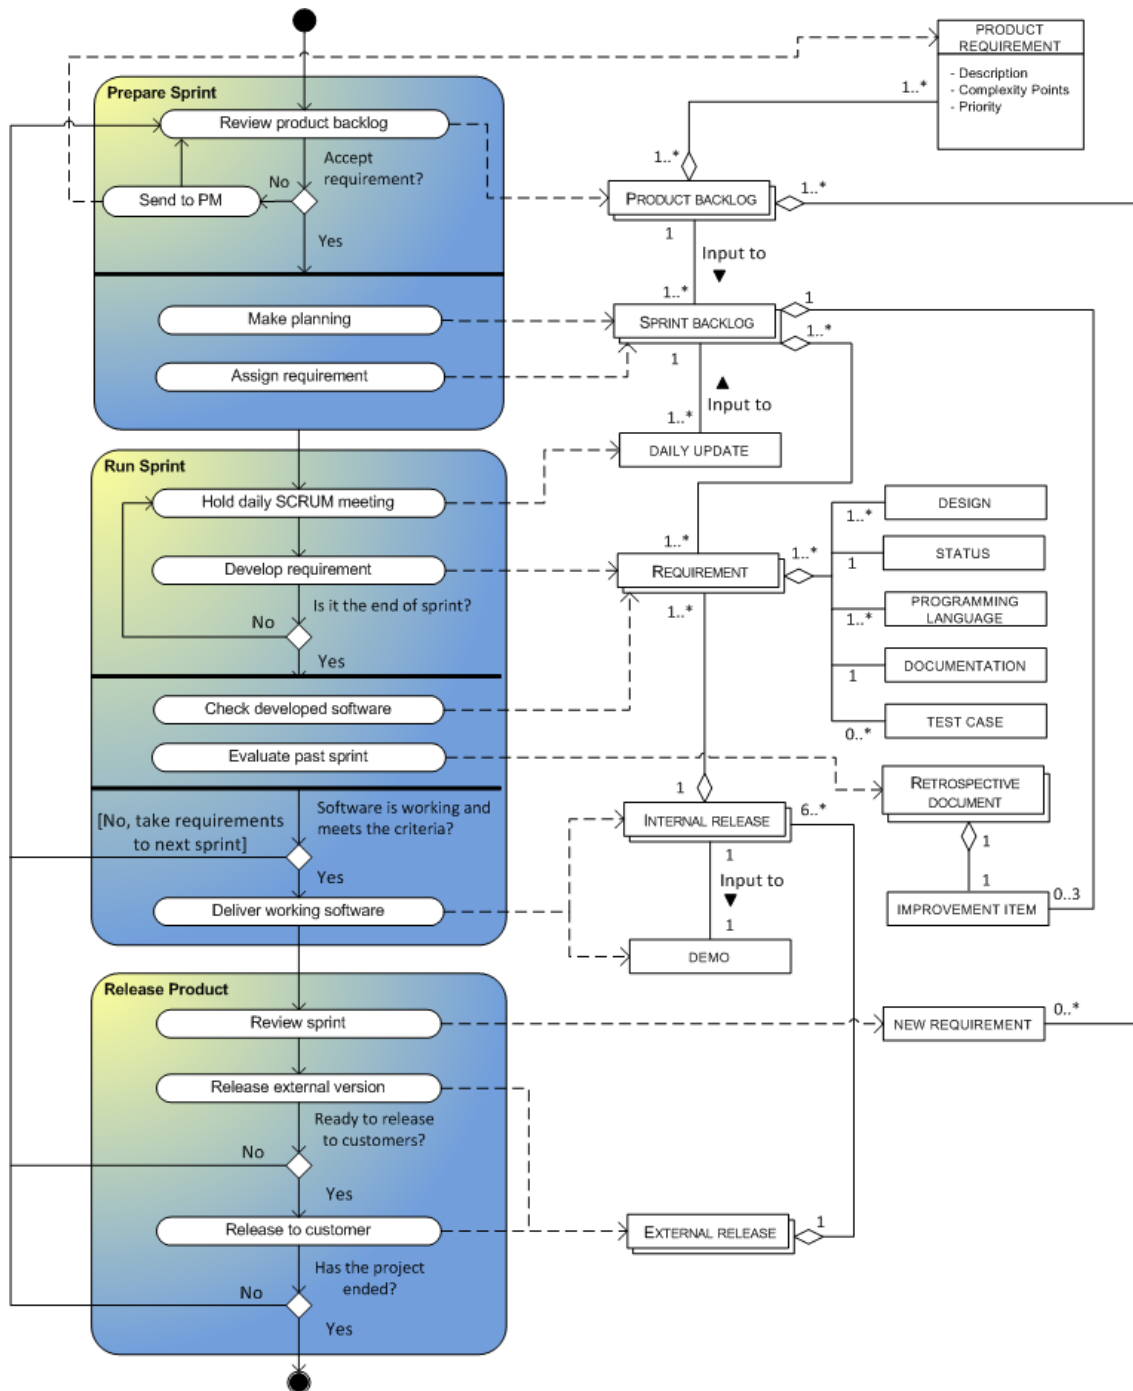 PRODUCT
REQUIREMENT
- Description
- Complexity Points
- Priority
1..*
Prepare Sprint
Review product backlog
Accept
requirement?
No
Send to PM
Yes
1..*
PRODUCT BACKLOG
1..*
1
Input to
▼
1..*
Make planning
SPRINT BACKLOG
1
1..*
Assign requirement
1
▲
Input to
1..*
DAILY UPDATE
Run Sprint
Hold daily SCRUM meeting
Develop requirement
Is it the end of sprint?
No
Yes
1..*
REQUIREMENT
1..*
1..*
DESIGN
1..*
STATUS
1
PROGRAMMING
LANGUAGE
1..*
DOCUMENTATION
1
TEST CASE
0..*
Check developed software
Evaluate past sprint
RETROSPECTIVE
DOCUMENT
1
1
IMPROVEMENT ITEM
0..3
[No, take requirements
to next sprint]
Software is working and
meets the criteria?
Yes
Deliver working software
1
INTERNAL RELEASE
6..*
1
Input to
▼
1
DEMO
Release Product
Review sprint
NEW REQUIREMENT
0..*
Release external version
Ready to release
to customers?
No
Yes
Release to customer
EXTERNAL RELEASE
1
Has the project
ended?
No
Yes